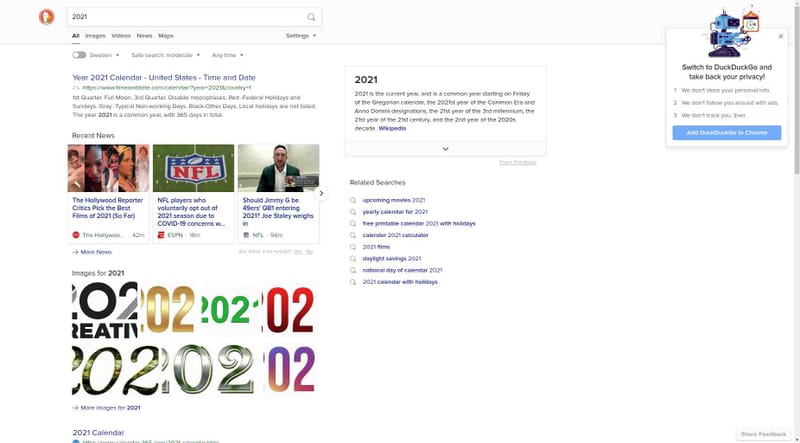 2021
All Images Videos News Maps
Settings
Sweden
Safe search: moderate
Any time
Year 2021 Calendar - United States - Time and Date
https://www.timeanddate.com/calendar/?year=2021&country=1
1st Quarter. Full Moon. 3rd Quarter. Disable moonphases. Red -Federal Holidays and
Sundays. Gray -Typical Non-working Days. Black-Other Days. Local holidays are not listed.
The year 2021 is a common year, with 365 days in total.
Recent News
NFL
The Hollywood Reporter
Critics Pick the Best
Films of 2021 (So Far)
The Hollywoo... 42m
NFL players who
voluntarily opt out of
2021 season due to
COVID-19 concerns w...
ESPN 16m
Should Jimmy G be
49ers' QB1 entering
2021? Joe Staley weighs
in
NFL 56m
More News
Are these links helpful? Yes No
Images for 2021
202
REATIV
202
202
02
202
202
02
More Images for 2021
2021 Calendar
2021
2021 is the current year, and is a common year starting on Friday
of the Gregorian calendar, the 2021st year of the Common Era and
Anno Domini designations, the 21st year of the 3rd millennium, the
21st year of the 21st century, and the 2nd year of the 2020s
decade. Wikipedia
Share Feedback
Related Searches
upcoming movies 2021
yearly calendar for 2021
free printable calendar 2021 with holidays
calendar 2021 calculator
2021 films
daylight savings 2021
national day of calendar 2021
2021 calendar with holidays
Switch to DuckDuckGo and
take back your privacy!
1 We don't store your personal info.
2 We don't follow you around with ads.
3 We don't track you. Ever.
Add DuckDuckGo to Chrome
Share Feedback